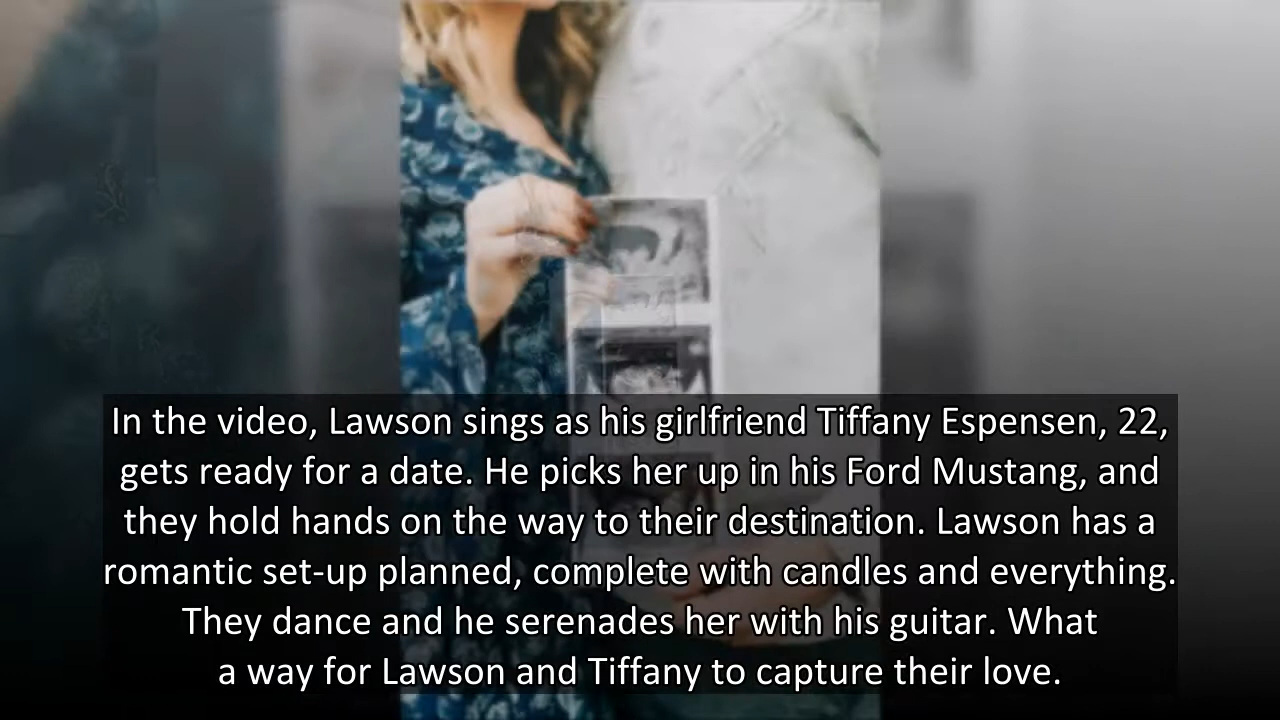 In the video, Lawson sings as his girlfriend Tiffany Espensen, 22,
gets ready for a date. He picks her up in his Ford Mustang, and
they hold hands on the way to their destination. Lawson has a
romantic set-up planned, complete with candles and everything.
They dance and he serenades her with his guitar. What
a way for Lawson and Tiffany to capture their love.